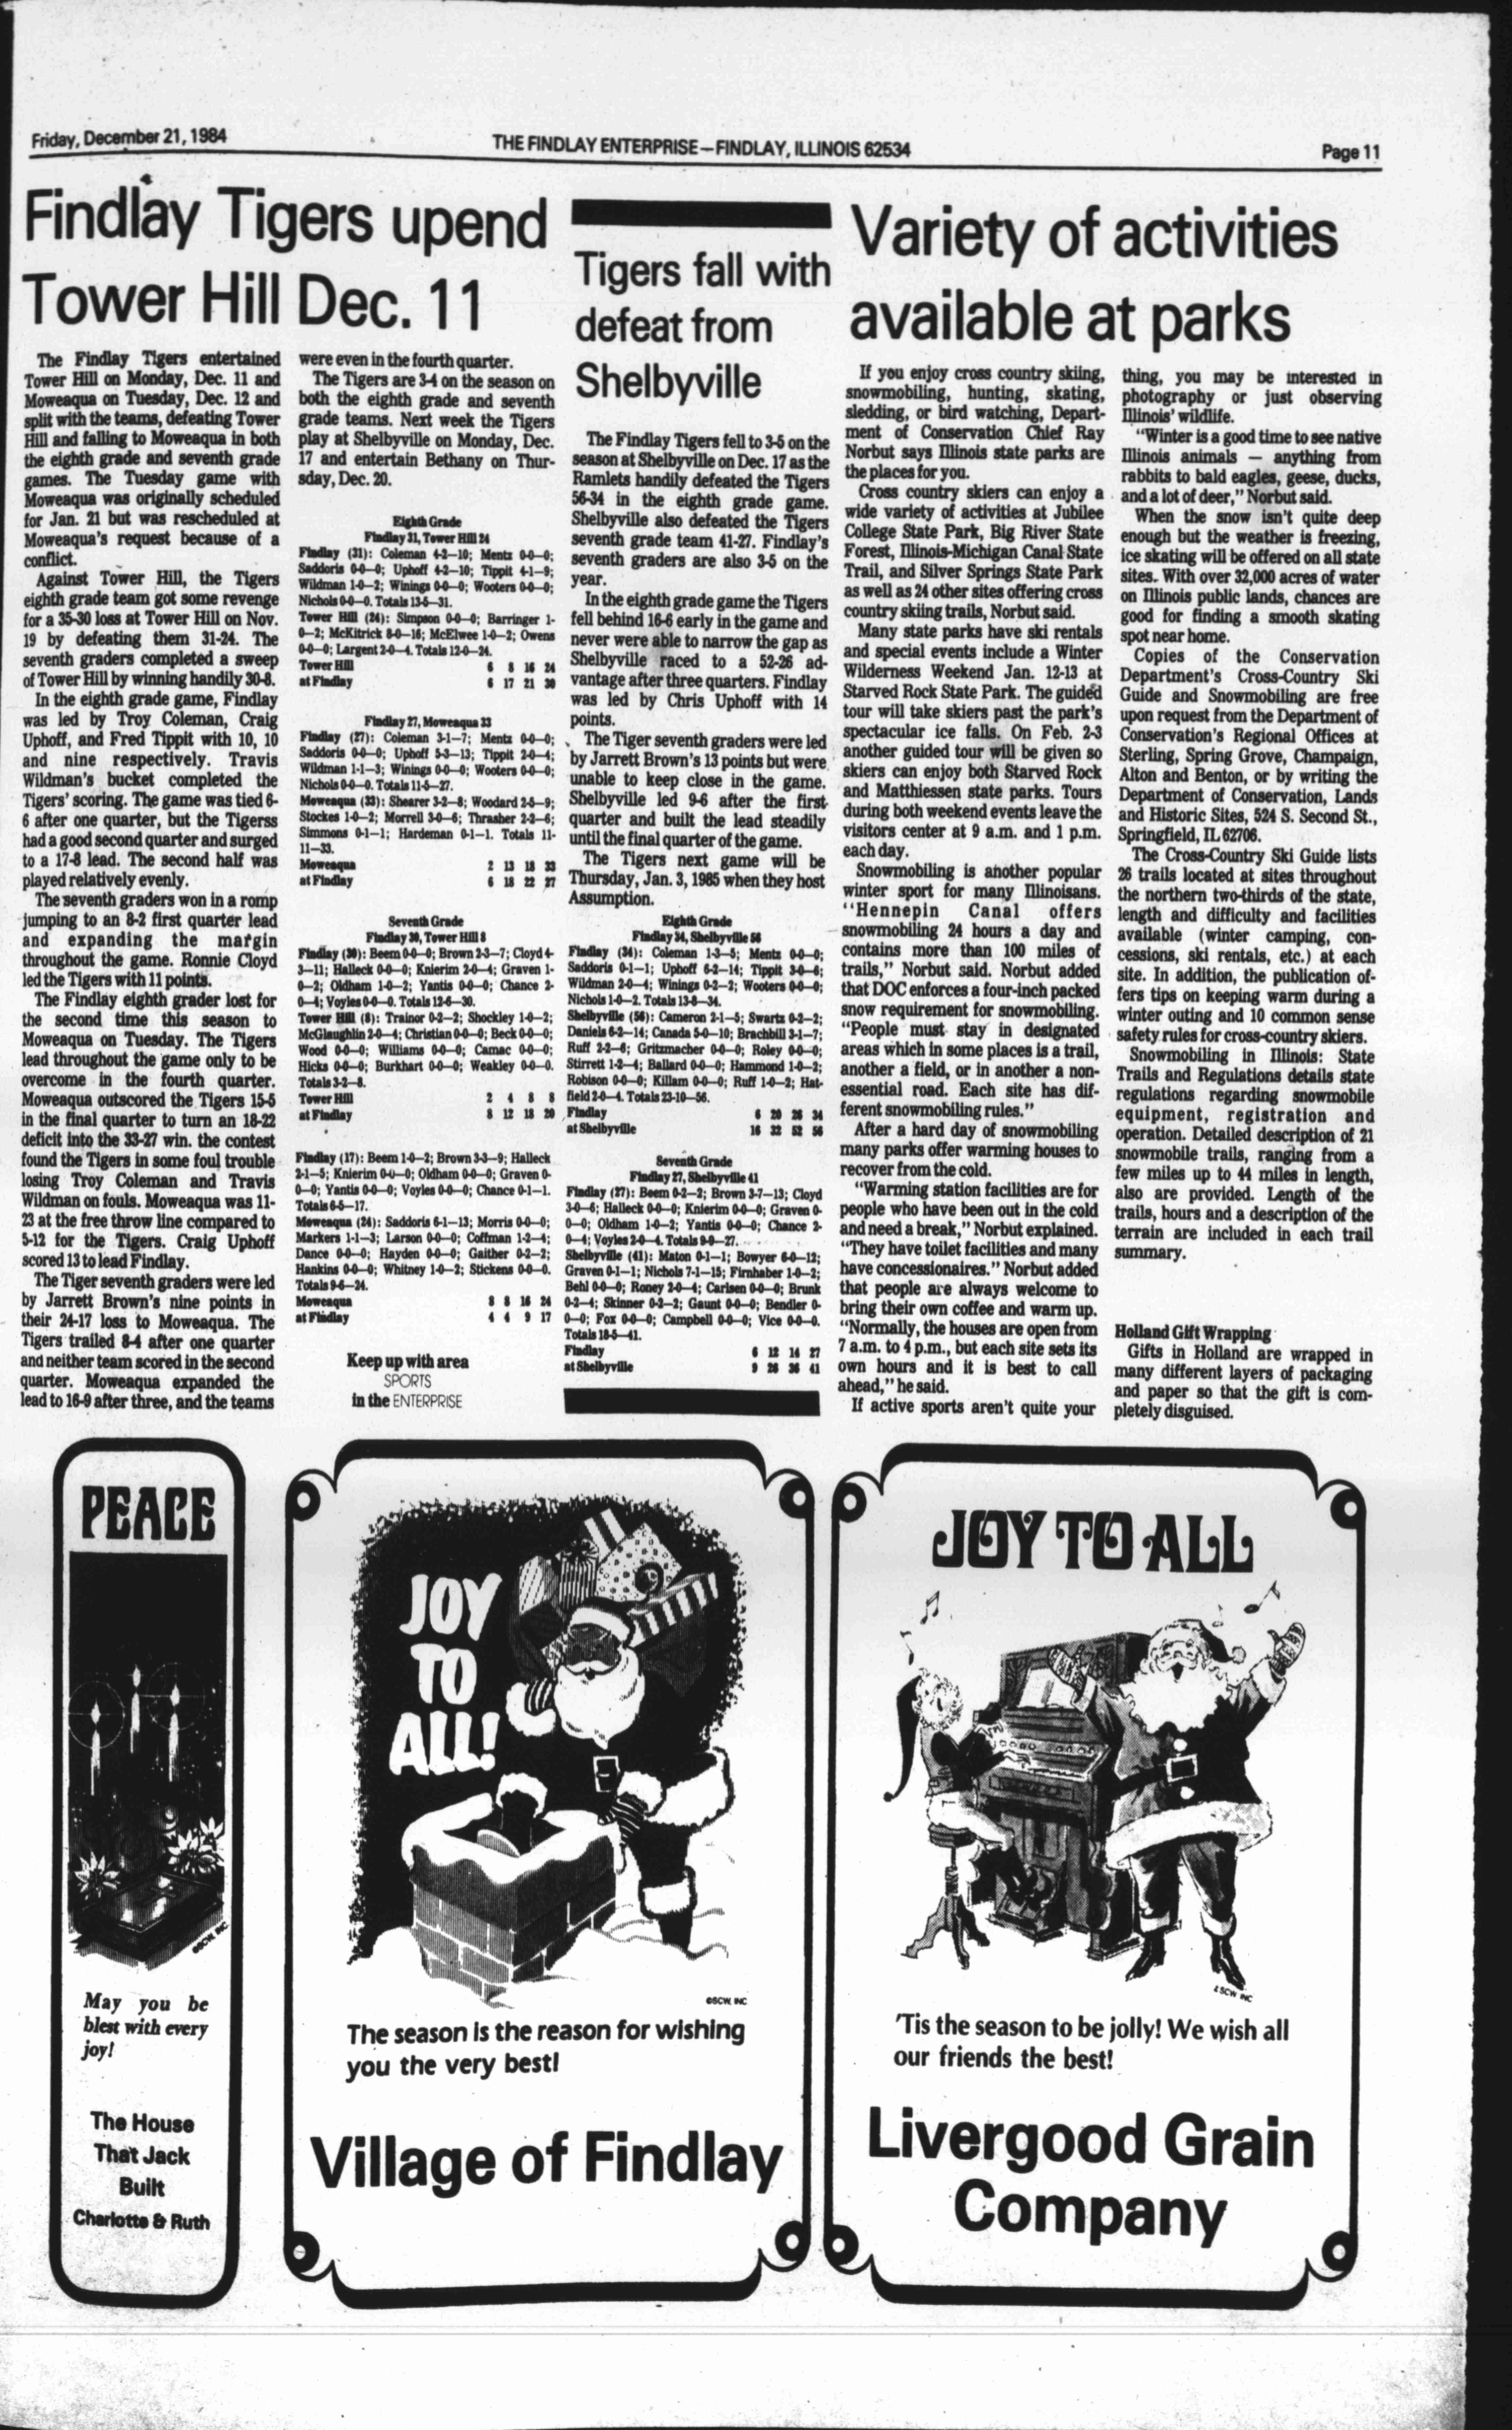 Friday, December 21, 1984
THE FINDLAY ENTERPRISE—FINDLAY, ILLINOIS 62534
Page 11
Findlay Tigers upend
Tower Hill Dec. 11
The Findlay Tigers entertained
Tower Hill on Monday, Dec. 11 and
Moweaqua on Tuesday, Dec. 12 and
split with the teams, defeating Tower
Hill and falling to Moweaqua in both
the eighth grade and seventh grade
games. The Tuesday game with
Moweaqua was originally scheduled
for Jan. 21 but was rescheduled at
Moweaqua's request because of a
conflict.
Against Tower Hill, the Tigers
eighth grade team got some revenge
for a 35-30 loss at Tower Hill on Nov.
19 by defeating them 31-24. The
seventh graders completed a sweep
of Tower Hill by winning handily 30-8.
In the eighth grade game, Findlay
was led by Troy Coleman, Craig
Uphoff, and Fred Tippit with 10, 10
and nine respectively. Travis
Wildman's bucket completed the
Tigers' scoring. The game was tied 6-
6 after one quarter, but the Tigerss
had a good second quarter and surged
to a 17-8 lead. The second half was
played relatively evenly.
The seventh graders won in a romp
jumping to an 8-2 first quarter lead
and expanding the margin
throughout the game. Ronnie Cloyd
led the Tigers with 11 points.
The Findlay eighth grader lost for
the second time this season to
Moweaqua on Tuesday. The Tigers
lead throughout the game only to be
overcome in the fourth quarter.
Moweaqua outscored the Tigers 15-5
in the final quarter to turn an 18-22
deficit into the 33-27 win. the contest
found the Tigers in some foul trouble
losing Troy Coleman and Travis
Wildman on fouls. Moweaqua was 11-
23 at the free throw line compared to
5-12 for the Tigers. Craig Uphoff
scored 13 to lead Findlay.
The Tiger seventh graders were led
by Jarrett Brown's nine points in
their 24-17 loss to Moweaqua. The
Tigers trailed 8-4 after one quarter
and neither team scored in the second
quarter. Moweaqua expanded the
lead to 16-9 after three, and the teams
were even in the fourth quarter.
The Tigers are 3-4 on the season on
both the eighth grade and seventh
grade teams. Next week the Tigers
play at Shelbyville on Monday, Dec.
17 and entertain Bethany on Thur-
sday, Dec. 20.
Eighth Grade
Findlay 31, Tower Hill 24
Findlay (31): Coleman 4-2—10; Mentz 0-0—0;
Saddoris 0-0—0; Uphoff 4-2—10; Tippit 4-1—9;
Wildman 1-0—2; Winings 0-0—0; Wooters 0-0—0;
Nichols 0-0—0. Totals 13-5—31.
Tower Hill (24): Simpson 0-0—0; Barringer 1-
0—2; McKitrick 8-0—16; McElwee 1-0—2; Owens
0-0—0; Largent 2-0—4. Totals 12-0—24.
Tower Hill 6 8 16 24
at Findlay 6 17 21 30
Findlay 27, Moweaqua 33
Findlay (27): Coleman 3-1—7; Mentz 0-0—0;
Saddoris 0-0—0; Uphoff 5-3—13; Tippit 2-0—4;
Wildman 1-1—3; Winings 0-0—0; Wooters 0-0—0;
Nichols 0-0—0. Totals 11-5—27.
Moweaqua (33): Shearer 3-2—8; Woodard 2-5—9;
Stockes 1-0—2; Morrell 3-0—6; Thrasher 2-2—6;
Simmons 0-1—1; Hardeman 0-1—1. Totals 11-
11—33.
Moweaqua 2 13 18 33
at Findlay 6 18 22 27
Seventh Grade
Findlay 30, Tower Hill 8
Findlay (30): Beem 0-0—0; Brown 2-3—7; Cloyd 4-
3—11; Halleck 0-0—0; Knierim 2-0—4; Graven 1-
0—2; Oldham 1-0—2; Yantis 0-0—0; Chance 2-
0—4; Voyles 0-0—0. Totals 12-6—30.
Tower Hill (8): Trainor 0-2—2; Shockley 1-0—2;
McGlaughlin 2-0—4; Christian 0-0—0; Beck 0-0—0;
Wood 0-0—0; Williams 0-0—0; Camac 0-0—0;
Hicks 0-0—0; Burkhart 0-0—0; Weakley 0-0—0.
Totals 3-2—8.
Tower Hill 2 4 8 8
at Findlay 8 12 18 20
Findlay (17): Beem 1-0—2; Brown 3-3—9; Halleck
2-1—5; Knierim 0-0—0; Oldham 0-0—0; Graven 0-
0—0; Yantis 0-0—0; Voyles 0-0—0; Chance 0-1—1.
Totals 6-5—17.
Moweaqua (24): Saddoris 6-1—13; Morris 0-0—0;
Markers 1-1—3; Larson 0-0—0; Coffman 1-2—4;
Dance 0-0—0; Hayden 0-0—0; Gaither 0-2—2;
Hankins 0-0—0; Whitney 1-0—2; Stickens 0-0—0.
Totals 9-6—24.
Moweaqua 8 8 16 24
at Findlay 4 4 9 17
Keep up with area
SPORTS
in the ENTERPRISE
Tigers fall with
defeat from
Shelbyville
The Findlay Tigers fell to 3-5 on the
season at Shelbyville on Dec. 17 as the
Ramlets handily defeated the Tigers
56-34 in the eighth grade game.
Shelbyville also defeated the Tigers
seventh grade team 41-27. Findlay's
seventh graders are also 3-5 on the
year.
In the eighth grade game the Tigers
fell behind 16-6 early in the game and
never were able to narrow the gap as
Shelbyville raced to a 52-26 ad-
vantage after three quarters. Findlay
was led by Chris Uphoff with 14
points.
The Tiger seventh graders were led
by Jarrett Brown's 13 points but were
unable to keep close in the game.
Shelbyville led 9-6 after the first
quarter and built the lead steadily
until the final quarter of the game.
The Tigers next game will be
Thursday, Jan. 3, 1985 when they host
Assumption.
Eighth Grade
Findlay 34, Shelbyville 56
Findlay (34): Coleman 1-3—5; Mentz 0-0—0;
Saddoris 0-1—1; Uphoff 6-2—14; Tippit 3-0—6;
Wildman 2-0—4; Winings 0-2—2; Wooters 0-0—0;
Nichols 1-0—2. Totals 13-8—34.
Shelbyville (56): Cameron 2-1—5; Swartz 0-2—2;
Daniels 6-2—14; Canada 5-0—10; Brachbill 3-1—7;
Ruff 2-2—6; Gritzmacher 0-0—0; Roley 0-0—0;
Stirrett 1-2—4; Ballard 0-0—0; Hammond 1-0—2;
Robison 0-0—0; Killam 0-0—0; Ruff 1-0—2; Hat-
field 2-0—4. Totals 23-10—56.
Findlay 6 20 26 34
at Shelbyville 16 32 52 56
Seventh Grade
Findlay 27, Shelbyville 41
Findlay (27): Beem 0-2—2; Brown 3-7—13; Cloyd
3-0—6; Halleck 0-0—0; Knierim 0-0—0; Graven 0-
0—0; Oldham 1-0—2; Yantis 0-0—0; Chance 2-
0—4; Voyles 2-0—4. Totals 9-9—27.
Shelbyville (41): Maton 0-1—1; Bowyer 6-0—12;
Graven 0-1—1; Nichols 7-1—15; Firnhaber 1-0—2;
Behl 0-0—0; Roney 2-0—4; Carlsen 0-0—0; Brunk
0-2—4; Skinner 0-2—2; Gaunt 0-0—0; Bendler 0-
0—0; Fox 0-0—0; Campbell 0-0—0; Vice 0-0—0.
Totals 18-5—41.
Findlay 6 12 14 27
at Shelbyville 9 26 36 41
Variety of activities
available at parks
If you enjoy cross country skiing,
snowmobiling, hunting, skating,
sledding, or bird watching, Depart-
ment of Conservation Chief Ray
Norbut says Illinois state parks are
the places for you.
Cross country skiers can enjoy a
wide variety of activities at Jubilee
College State Park, Big River State
Forest, Illinois-Michigan Canal State
Trail, and Silver Springs State Park
as well as 24 other sites offering cross
country skiing trails, Norbut said.
Many state parks have ski rentals
and special events include a Winter
Wilderness Weekend Jan. 12-13 at
Starved Rock State Park. The guided
tour will take skiers past the park's
spectacular ice falls. On Feb. 2-3
another guided tour will be given so
skiers can enjoy both Starved Rock
and Matthiessen state parks. Tours
during both weekend events leave the
visitors center at 9 a.m. and 1 p.m.
each day.
Snowmobiling is another popular
winter sport for many Illinoisans.
"Hennepin Canal offers
snowmobiling 24 hours a day and
contains more than 100 miles of
trails," Norbut said. Norbut added
that DOC enforces a four-inch packed
snow requirement for snowmobiling.
"People must stay in designated
areas which in some places is a trail,
another a field, or in another a non-
essential road. Each site has dif-
ferent snowmobiling rules."
After a hard day of snowmobiling
many parks offer warming houses to
recover from the cold.
"Warming station facilities are for
people who have been out in the cold
and need a break," Norbut explained.
"They have toilet facilities and many
have concessionaires." Norbut added
that people are always welcome to
bring their own coffee and warm up.
"Normally, the houses are open from
7 a.m. to 4 p.m., but each site sets its
own hours and it is best to call
ahead," he said.
If active sports aren't quite your
thing, you may be interested in
photography or just observing
Illinois' wildlife.
"Winter is a good time to see native
Illinois animals — anything from
rabbits to bald eagles, geese, ducks,
and a lot of deer," Norbut said.
When the snow isn't quite deep
enough but the weather is freezing,
ice skating will be offered on all state
sites. With over 32,000 acres of water
on Illinois public lands, chances are
good for finding a smooth skating
spot near home.
Copies of the Conservation
Department's Cross-Country Ski
Guide and Snowmobiling are free
upon request from the Department of
Conservation's Regional Offices at
Sterling, Spring Grove, Champaign,
Alton and Benton, or by writing the
Department of Conservation, Lands
and Historic Sites, 524 S. Second St.,
Springfield, IL 62706.
The Cross-Country Ski Guide lists
26 trails located at sites throughout
the northern two-thirds of the state,
length and difficulty and facilities
available (winter camping, con-
cessions, ski rentals, etc.) at each
site. In addition, the publication of-
fers tips on keeping warm during a
winter outing and 10 common sense
safety rules for cross-country skiers.
Snowmobiling in Illinois: State
Trails and Regulations details state
regulations regarding snowmobile
equipment, registration and
operation. Detailed description of 21
snowmobile trails, ranging from a
few miles up to 44 miles in length,
also are provided. Length of the
trails, hours and a description of the
terrain are included in each trail
summary.
Holland Gift Wrapping
Gifts in Holland are wrapped in
many different layers of packaging
and paper so that the gift is com-
pletely disguised.
PEACE
©SCW, INC
May you be
blest with every
joy!
The House
That Jack
Built
Charlotte & Ruth
JOY
TO
ALL!
©SCW, INC
The season is the reason for wishing
you the very best!
Village of Findlay
JOY TO ALL
SCW INC
'Tis the season to be jolly! We wish all
our friends the best!
Livergood Grain
Company